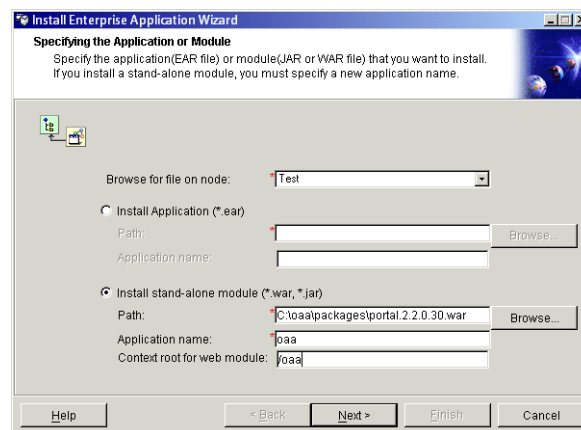 Install Enterprise Application Wizard
Specifying the Application or Module
Specify the application(EAR file) or module(JAR or WAR file) that you want to install.
If you install a stand-alone module, you must specify a new application name.
Browse for file on node: *Test
Install Application (*.ear)
Path: * Browse...
Application name:
Install stand-alone module (*.war, *.jar)
Path: *C:\oaa\packages\portal.2.2.0.30.war Browse...
Application name: *oaa
Context root for web module: /oaa
Help < Back Next > Finish Cancel